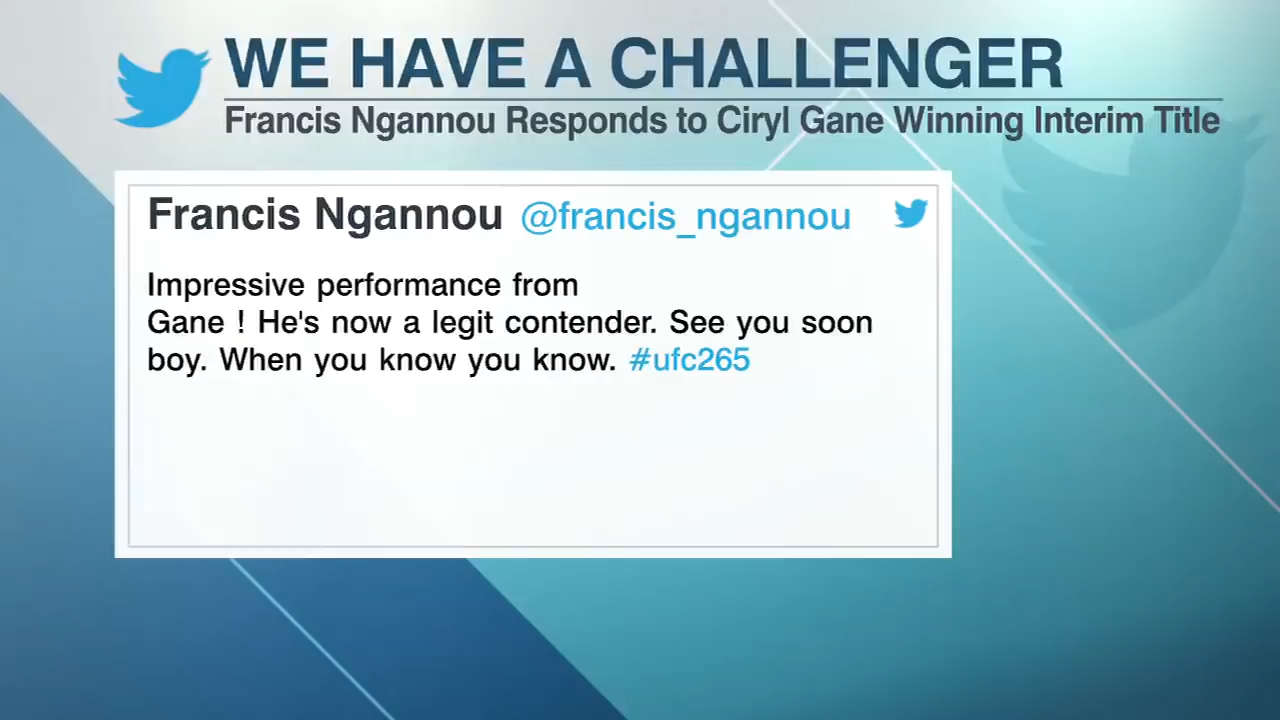 WE HAVE A CHALLENGER
Francis Ngannou Responds to Ciryl Gane Winning Interim Title
Francis Ngannou @francis_ngannou
Impressive performance from
Gane ! He's now a legit contender. See you soon
boy. When you know you know. #ufc265